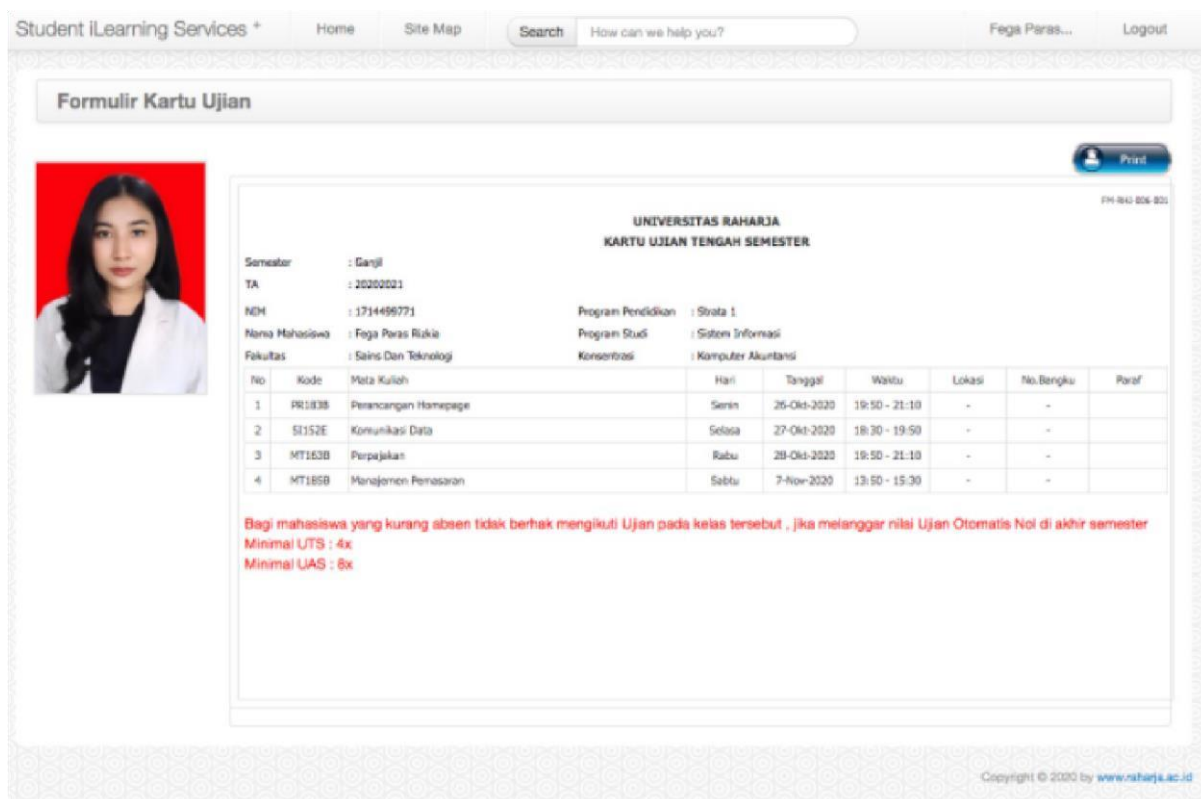 Student iLearning Services +
Home
Site Map
Search
How can we help you?
Fega Paras...
Logout
Formulir Kartu Ujian
Print
UNIVERSITAS RAHARJA
KARTU UJIAN TENGAH SEMESTER
Semester : Ganjil
TA : 20202021
NIM : 1714499771 Program Pendidikan : Strata 1
Nama Mahasiswa : Fega Paras Rizkia Program Studi : Sistem Informasi
Fakultas : Sains Dan Teknologi Konsentrasi : Komputer Akuntansi
No Kode Mata Kuliah Hari Tanggal Waktu Lokasi No.Bangku Paraf
1 PR183B Perancangan Homepage Senin 26-Okt-2020 19:50 - 21:10 - -
2 SI152E Komunikasi Data Selasa 27-Okt-2020 18:30 - 19:50 - -
3 MT163B Perpajakan Rabu 28-Okt-2020 19:50 - 21:10 - -
4 MT185B Manajemen Pemasaran Sabtu 7-Nov-2020 13:50 - 15:30 - -
Bagi mahasiswa yang kurang absen tidak berhak mengikuti Ujian pada kelas tersebut , jika melanggar nilai Ujian Otomatis Nol di akhir semester
Minimal UTS : 4x
Minimal UAS : 8x
Copyright © 2020 by www.raharja.ac.id